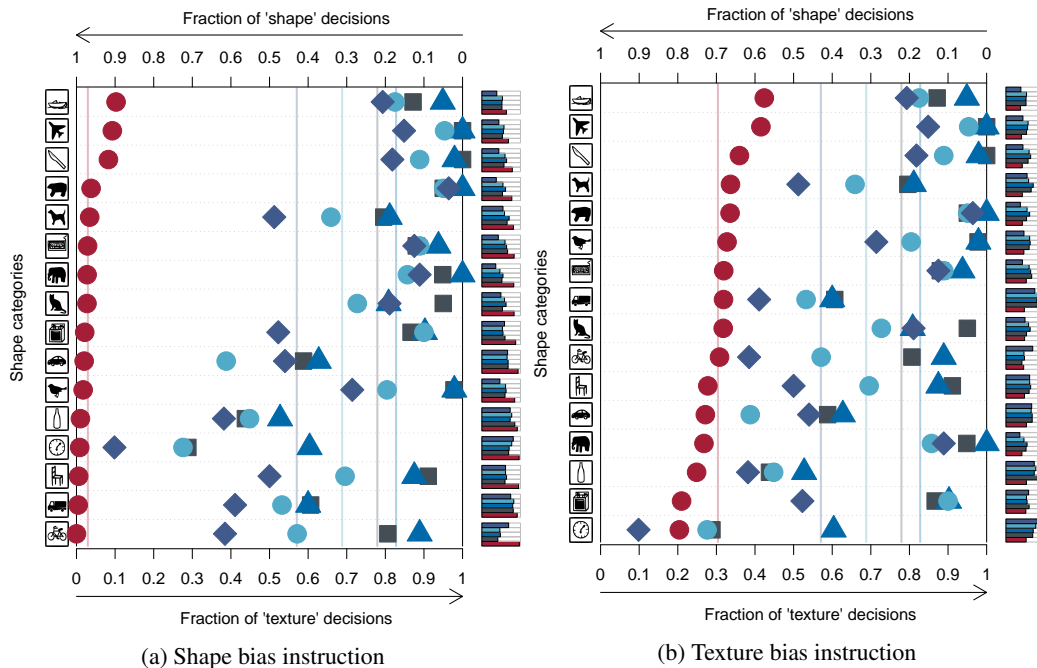 Fraction of 'shape' decisions
1 0.9 0.8 0.7 0.6 0.5 0.4 0.3 0.2 0.1 0
Shape categories
0 0.1 0.2 0.3 0.4 0.5 0.6 0.7 0.8 0.9 1
Fraction of 'texture' decisions
(a) Shape bias instruction
Fraction of 'shape' decisions
1 0.9 0.8 0.7 0.6 0.5 0.4 0.3 0.2 0.1 0
Shape categories
0 0.1 0.2 0.3 0.4 0.5 0.6 0.7 0.8 0.9 1
Fraction of 'texture' decisions
(b) Texture bias instruction